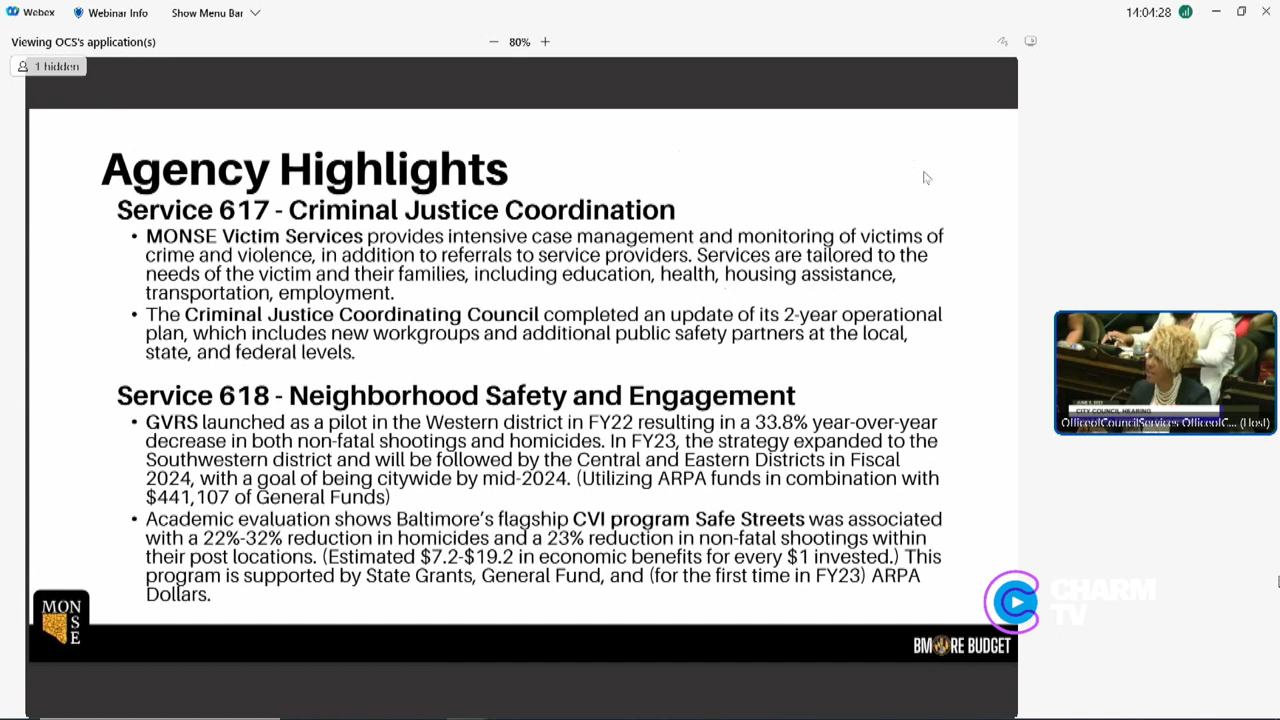 Webex
Webinar Info
Show Menu Bar
14:04:28
Viewing OCS's application(s)
80%
1 hidden
Agency Highlights
Service 617 - Criminal Justice Coordination
• MONSE Victim Services provides intensive case management and monitoring of victims of
crime and violence, in addition to referrals to service providers. Services are tailored to the
needs of the victim and their families, including education, health, housing assistance,
transportation, employment.
• The Criminal Justice Coordinating Council completed an update of its 2-year operational
plan, which includes new workgroups and additional public safety partners at the local,
state, and federal levels.
Service 618 - Neighborhood Safety and Engagement
• GVRS launched as a pilot in the Western district in FY22 resulting in a 33.8% year-over-year
decrease in both non-fatal shootings and homicides. In FY23, the strategy expanded to the
Southwestern district and will be followed by the Central and Eastern Districts in Fiscal
2024, with a goal of being citywide by mid-2024. (Utilizing ARPA funds in combination with
$441,107 of General Funds)
• Academic evaluation shows Baltimore's flagship CVI program Safe Streets was associated
with a 22%-32% reduction in homicides and a 23% reduction in non-fatal shootings within
their post locations. (Estimated $7.2-$19.2 in economic benefits for every $1 invested.) This
program is supported by State Grants, General Fund, and (for the first time in FY23) ARPA
Dollars.
MON
S
E
BMORE BUDGET
CHARM
TV
CITY COUNCIL HEARING
OfficeofCouncilServices OfficeofC... (Host)